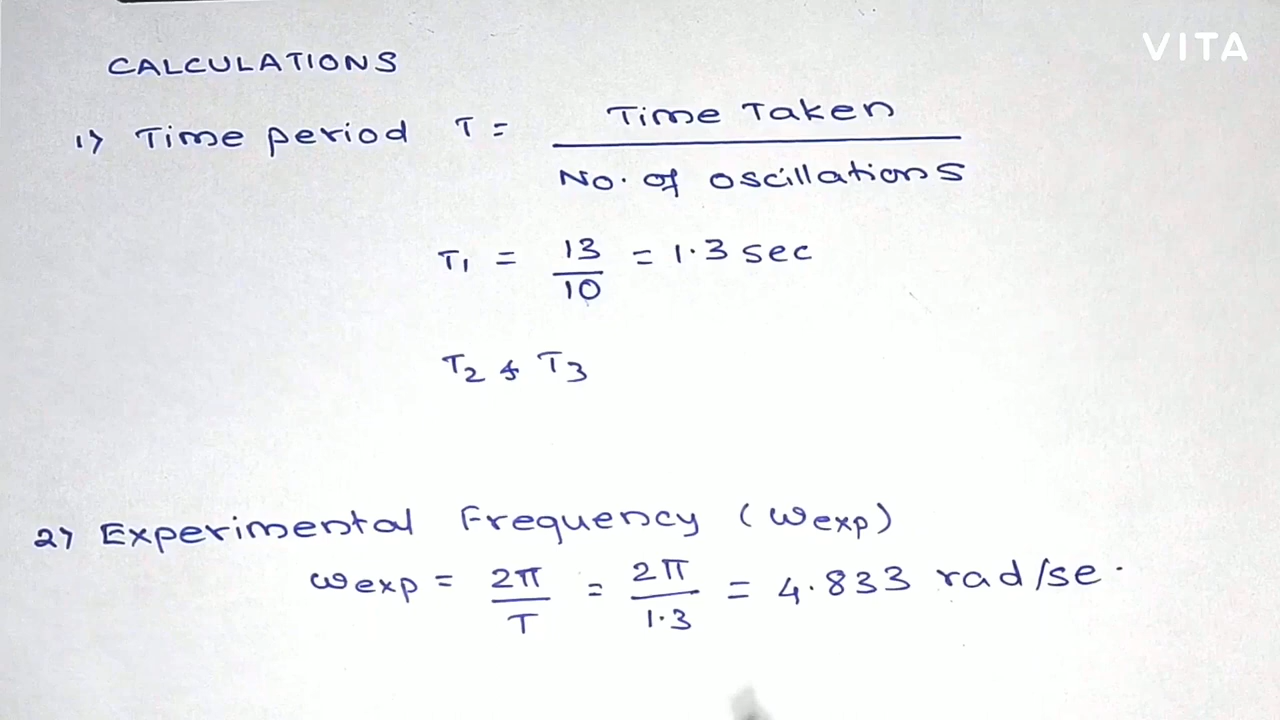 VITA
CALCULATIONS
1) Time period T = Time Taken
No. of oscillations
T1 = 13/10 = 1.3 sec
T2 & T3
2) Experimental Frequency (ωexp)
ωexp = 2π/T = 2π/1.3 = 4.833 rad/se.